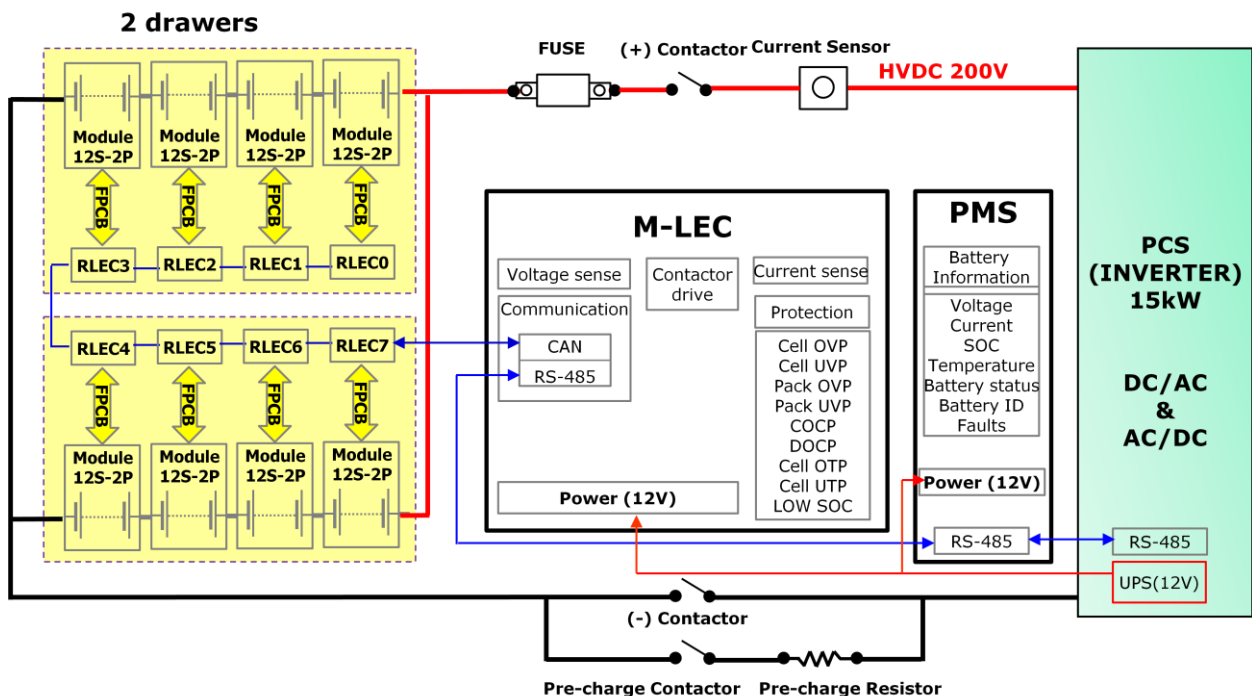 2 drawers
FUSE
(+) Contactor
Current Sensor
HVDC 200V
Module
12S-2P
Module
12S-2P
Module
12S-2P
Module
12S-2P
FPCB
FPCB
FPCB
FPCB
RLEC3
RLEC2
RLEC1
RLEC0
RLEC4
RLEC5
RLEC6
RLEC7
FPCB
FPCB
FPCB
FPCB
Module
12S-2P
Module
12S-2P
Module
12S-2P
Module
12S-2P
M-LEC
Voltage sense
Communication
CAN
RS-485
Contactor
drive
Current sense
Protection
Cell OVP
Cell UVP
Pack OVP
Pack UVP
COCP
DOCP
Cell OTP
Cell UTP
LOW SOC
Power (12V)
PMS
Battery
Information
Voltage
Current
SOC
Temperature
Battery status
Battery ID
Faults
Power (12V)
RS-485
PCS
(INVERTER)
15kW
DC/AC
&
AC/DC
RS-485
UPS(12V)
(-) Contactor
Pre-charge Contactor
Pre-charge Resistor